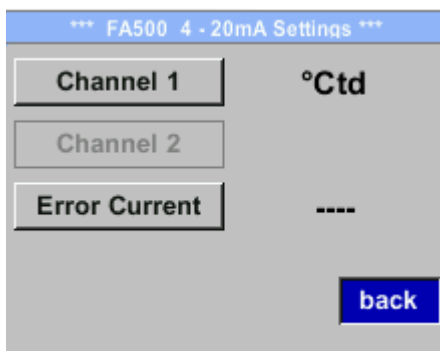 *** FA500 4 - 20mA Settings ***
Channel 1 °Ctd
Channel 2
Error Current ----
back